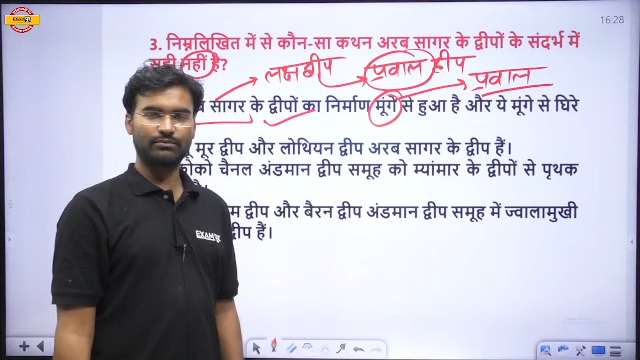 EXAM
16:28
3. निम्नलिखित में से कौन-सा कथन अरब सागर के द्वीपों के संदर्भ में
सही नहीं है?
लक्षद्वीप प्रवाल द्वीप
प्रवाल
सागर के द्वीपों का निर्माण मूंगे से हुआ है और ये मूंगे से घिरे
मूर द्वीप और लोथियन द्वीप अरब सागर के द्वीप हैं।
कोको चैनल अंडमान द्वीप समूह को म्यांमार के द्वीपों से पृथक
द्वीप और बैरन द्वीप अंडमान द्वीप समूह में ज्वालामुखी
द्वीप हैं।
EXAM